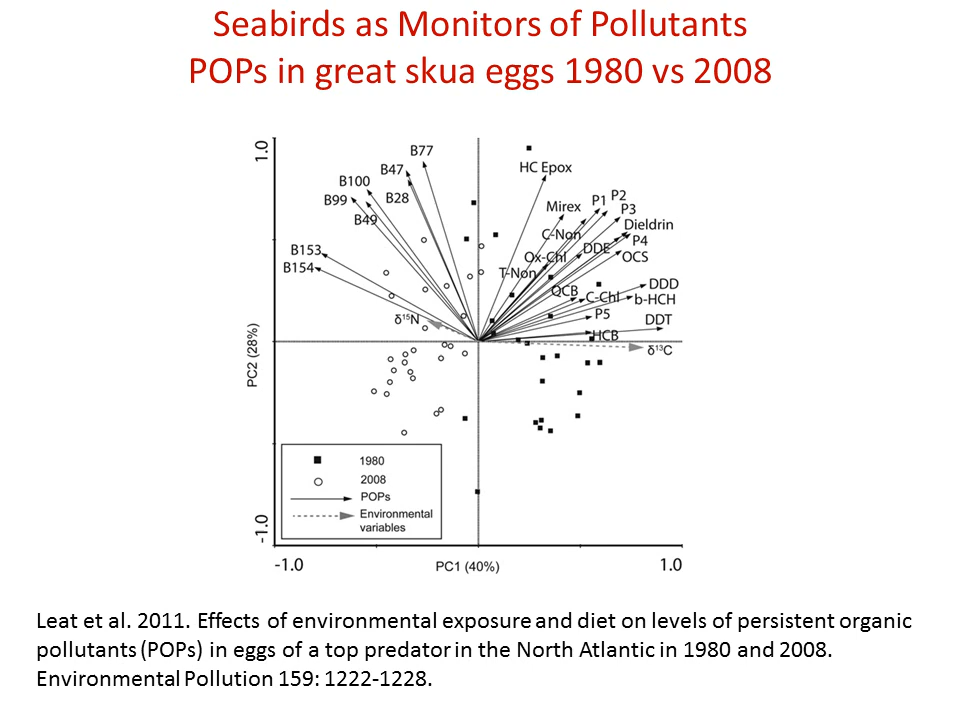 Seabirds as Monitors of Pollutants
POPs in great skua eggs 1980 vs 2008
1.0
B77
B47
HC Epox
B100
B99
B28
Mirex
P1
P2
P3
B49
C-Non
Dieldrin
DDE
P4
B153
Ox-Chl
OCS
B154
T-Non
QCB
C-Chl
DDD
b-HCH
δ15N
P5
DDT
HCB
δ13C
PC2 (28%)
1980
2008
POPs
Environmental
variables
-1.0
-1.0
PC1 (40%)
1.0
Leat et al. 2011. Effects of environmental exposure and diet on levels of persistent organic
pollutants (POPs) in eggs of a top predator in the North Atlantic in 1980 and 2008.
Environmental Pollution 159: 1222-1228.